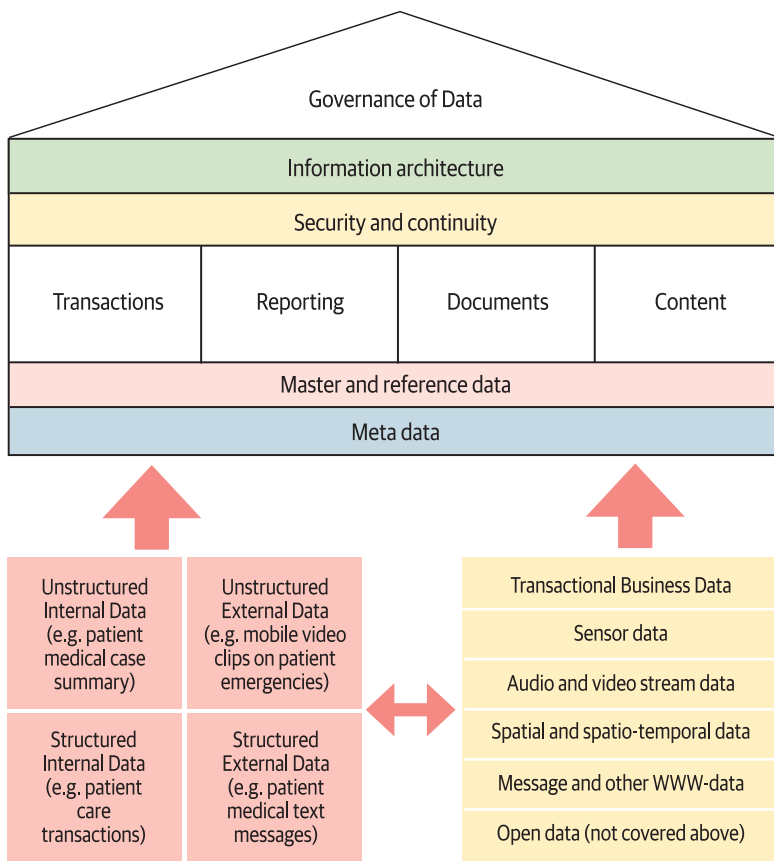 Governance of Data
Information architecture
Security and continuity
Transactions
Reporting
Documents
Content
Master and reference data
Meta data
Unstructured
Internal Data
(e.g. patient
medical case
summary)
Unstructured
External Data
(e.g. mobile video
clips on patient
emergencies)
Structured
Internal Data
(e.g. patient
care
transactions)
Structured
External Data
(e.g. patient
medical text
messages)
Transactional Business Data
Sensor data
Audio and video stream data
Spatial and spatio-temporal data
Message and other WWW-data
Open data (not covered above)